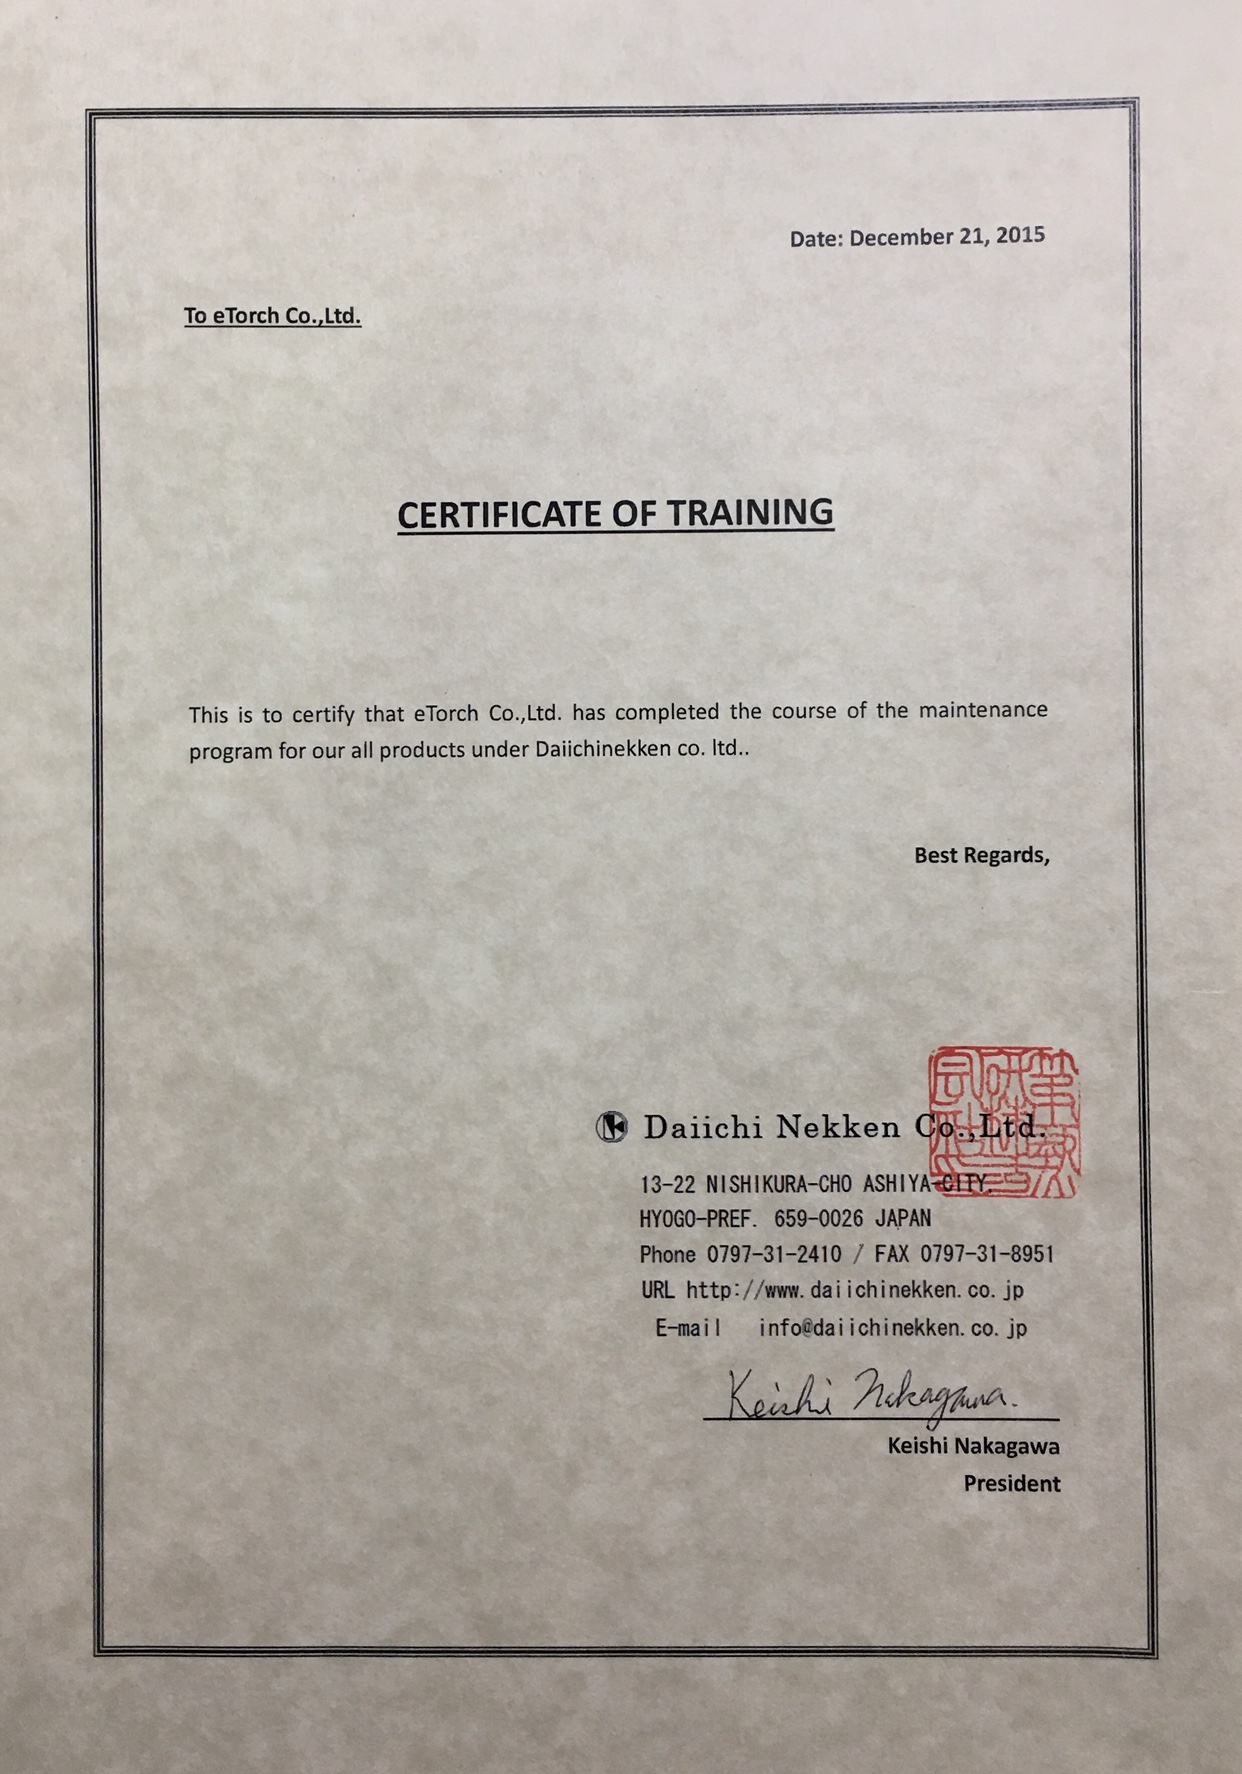 Date: December 21, 2015
To eTorch Co.,Ltd.
CERTIFICATE OF TRAINING
This is to certify that eTorch Co.,Ltd. has completed the course of the maintenance
program for our all products under Daiichinekken co. ltd..
Best Regards,
Daiichi Nekken Co.,Ltd.
13-22 NISHIKURA-CHO ASHIYA-CITY,
HYOGO-PREF. 659-0026 JAPAN
Phone 0797-31-2410 / FAX 0797-31-8951
URL http://www.daiichinekken.co.jp
E-mail info@daiichinekken.co.jp
Keishi Nakagawa.
Keishi Nakagawa
President